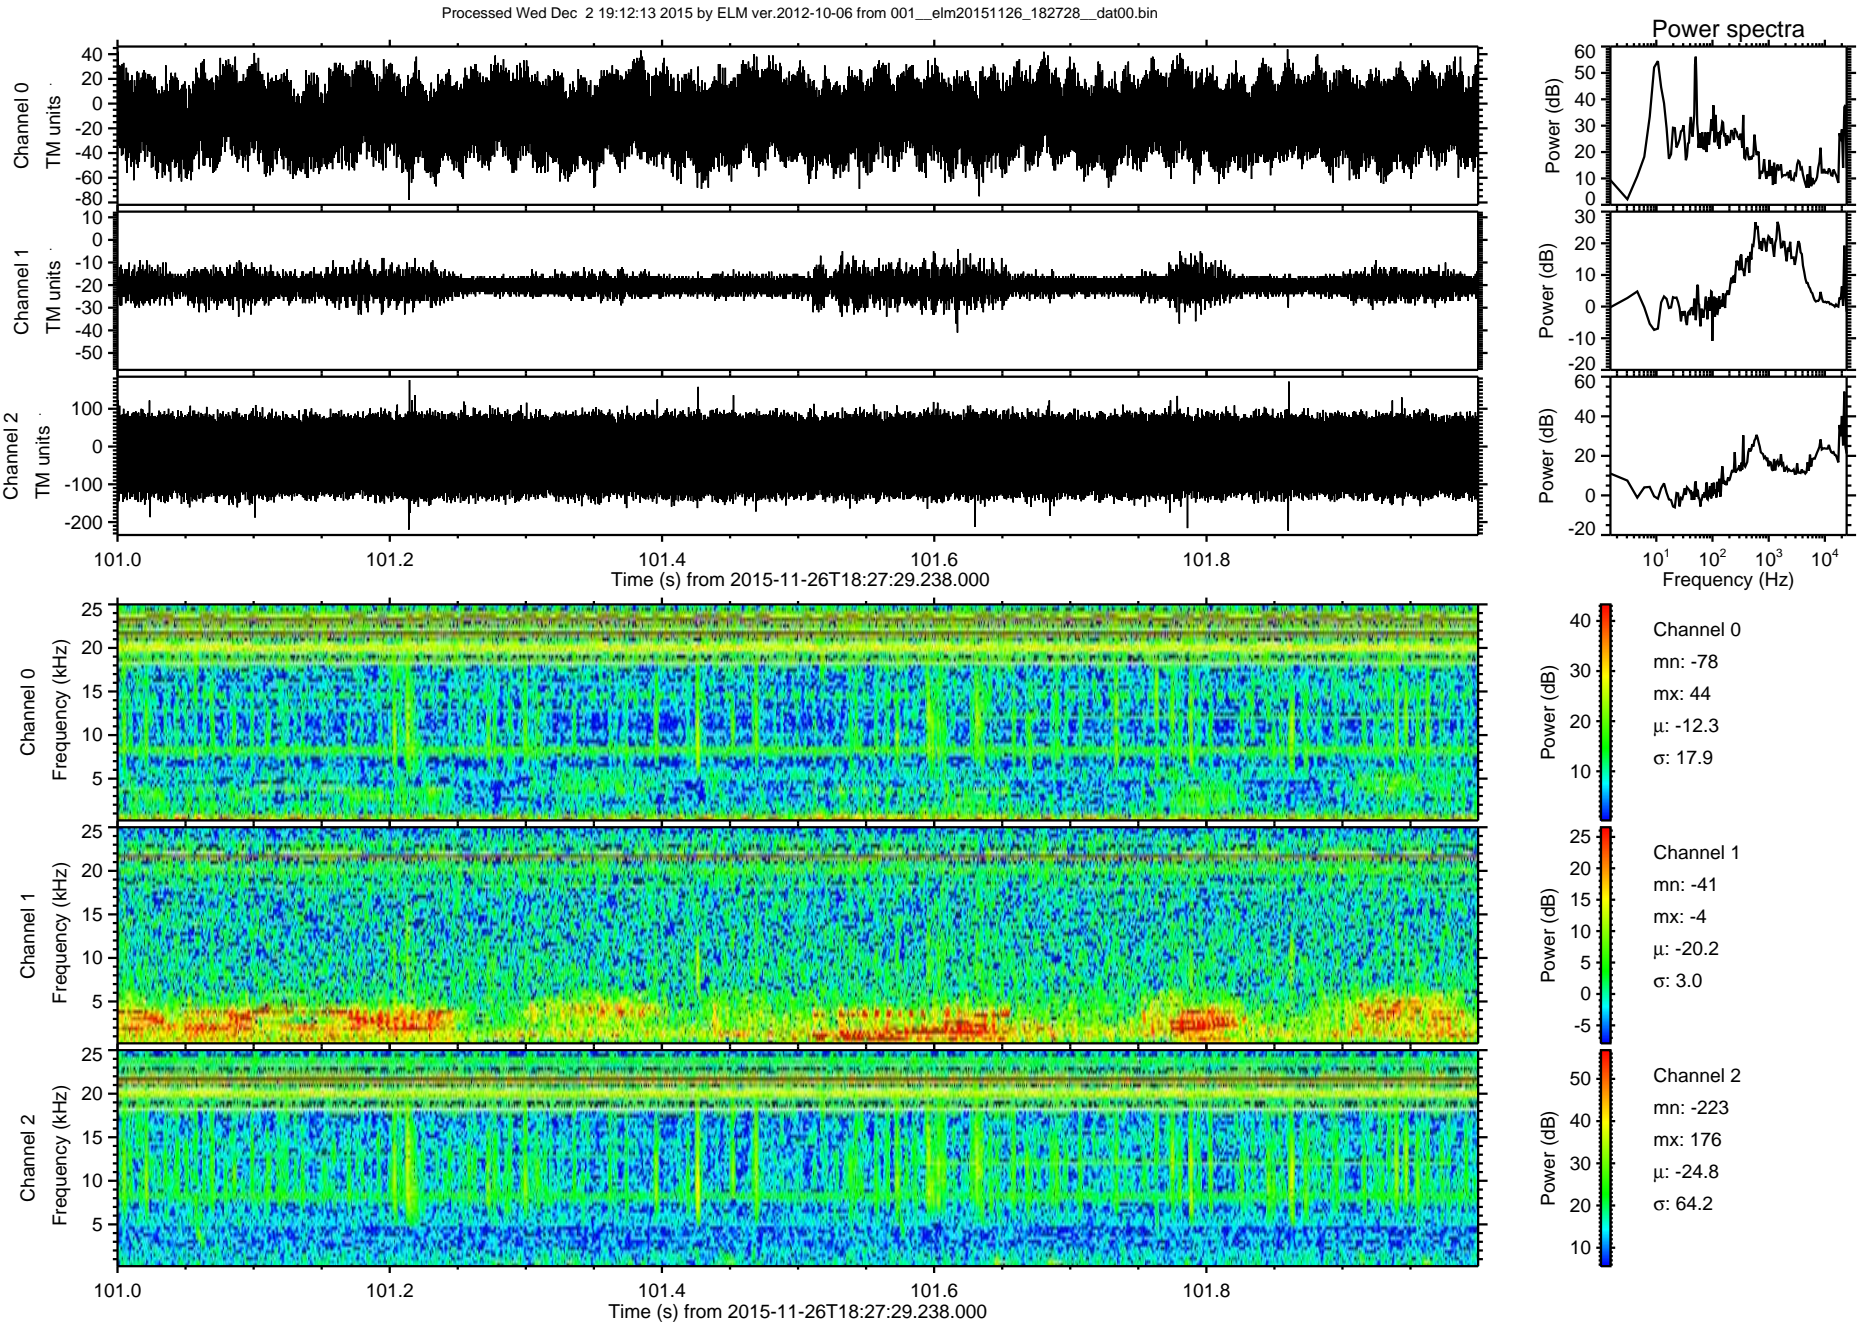 Processed Wed Dec  2 19:12:13 2015 by ELM ver.2012-10-06 from 001__elm20151126_182728__dat00.bin
Power spectra
Channel 0
TM units
40
20
0
-20
-40
-60
-80
Power (dB)
60
50
40
30
20
10
0
Channel 1
TM units
10
0
-10
-20
-30
-40
-50
Power (dB)
30
20
10
0
-10
-20
Channel 2
TM units
100
0
-100
-200
Power (dB)
60
40
20
0
-20
101.0 101.2 101.4 101.6 101.8
Time (s) from 2015-11-26T18:27:29.238.000
10¹ 10² 10³ 10⁴
Frequency (Hz)
Channel 0
Frequency (kHz)
25
20
15
10
5
Power (dB)
40
30
20
10
Channel 0
mn: -78
mx: 44
μ: -12.3
σ: 17.9
Channel 1
Frequency (kHz)
25
20
15
10
5
Power (dB)
25
20
15
10
5
0
-5
Channel 1
mn: -41
mx: -4
μ: -20.2
σ: 3.0
Channel 2
Frequency (kHz)
25
20
15
10
5
Power (dB)
50
40
30
20
10
Channel 2
mn: -223
mx: 176
μ: -24.8
σ: 64.2
101.0 101.2 101.4 101.6 101.8
Time (s) from 2015-11-26T18:27:29.238.000